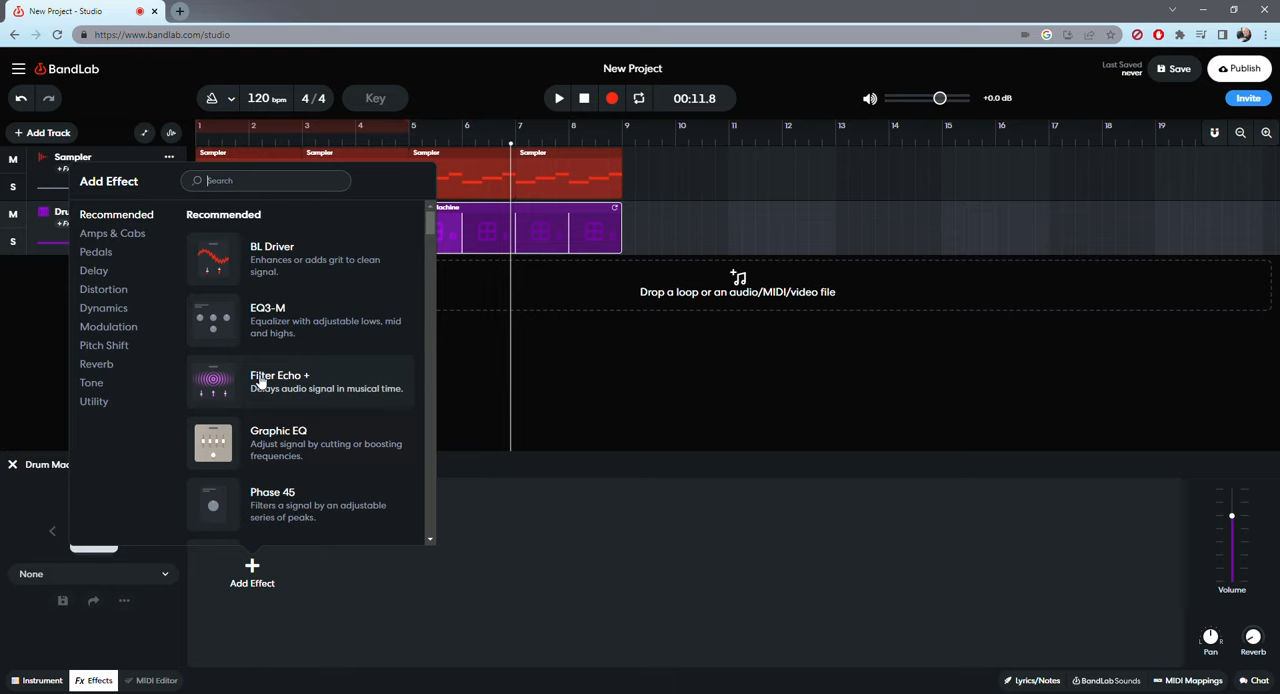 New Project - Studio
https://www.bandlab.com/studio
BandLab
New Project
Last Saved
never
Save
Publish
120 bpm
4/4
Key
00:11.8
+0.0 dB
Invite
+ Add Track
1 2 3 4 5 6 7 8 9 10 11 12 13 14 15 16 17 18 19
M
Sampler
S
Sampler Sampler Sampler Sampler
M
S
Add Effect
Search
Recommended
Amps & Cabs
Pedals
Delay
Distortion
Dynamics
Modulation
Pitch Shift
Reverb
Tone
Utility
Recommended
BL Driver
Enhances or adds grit to clean
signal.
EQ3-M
Equalizer with adjustable lows, mid
and highs.
Filter Echo +
Delays audio signal in musical time.
Graphic EQ
Adjust signal by cutting or boosting
frequencies.
Phase 45
Filters a signal by an adjustable
series of peaks.
Machine
Drop a loop or an audio/MIDI/video file
Drum Mac
None
Add Effect
Volume
L R
Pan
Reverb
Instrument
Fx Effects
MIDI Editor
Lyrics/Notes
BandLab Sounds
MIDI Mappings
Chat